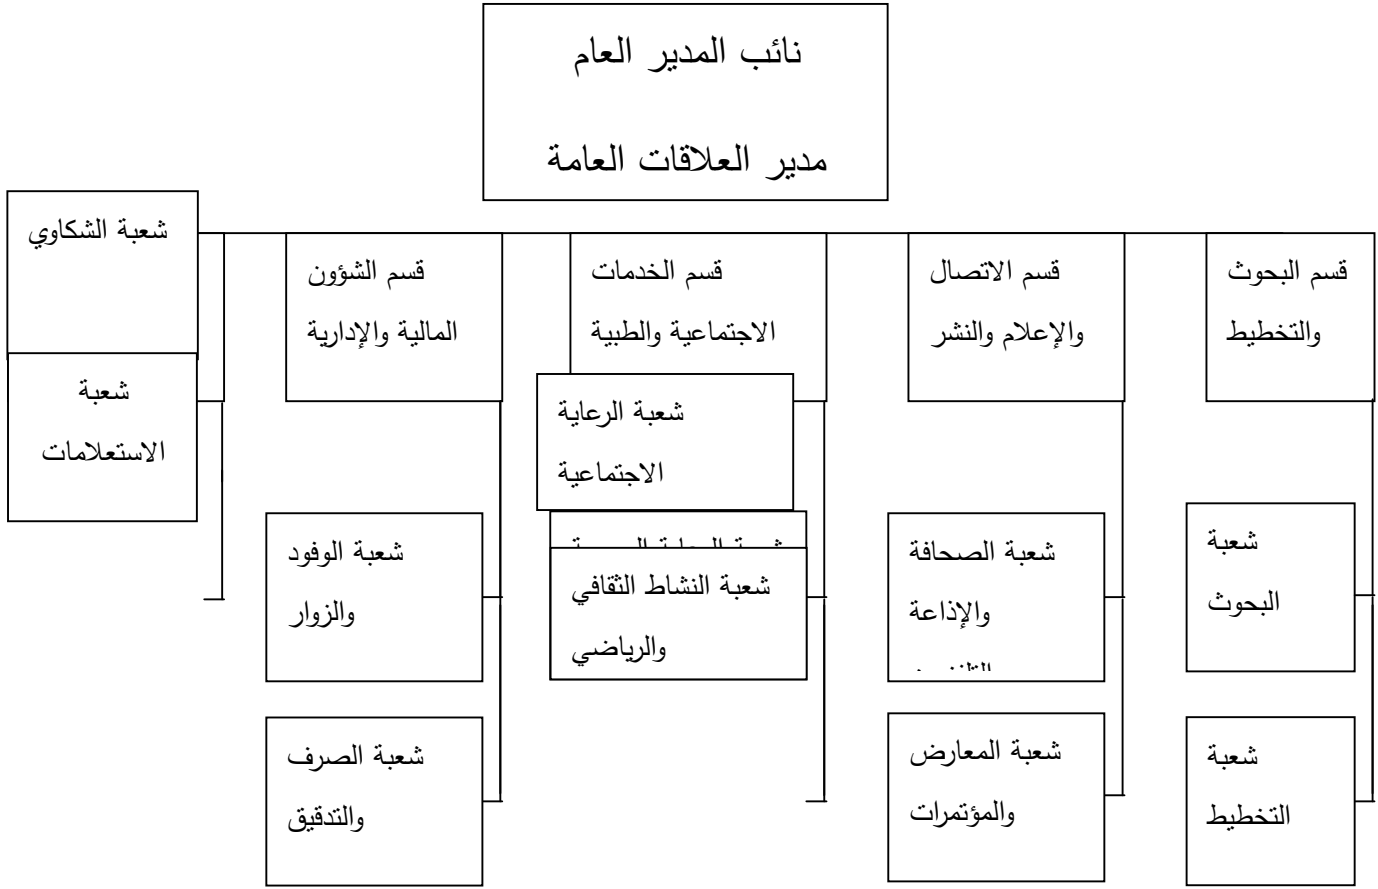 نائب المدير العام
مدير العلاقات العامة
قسم البحوث
والتخطيط
قسم الاتصال
والإعلام والنشر
قسم الخدمات
الاجتماعية والطبية
قسم الشؤون
المالية والإدارية
شعبة الشكاوي
شعبة
الاستعلامات
شعبة الرعاية
الاجتماعية
شعبة
البحوث
شعبة الصحافة
والإذاعة
شعبة النشاط الثقافي
والرياضي
شعبة الوفود
والزوار
شعبة
التخطيط
شعبة المعارض
والمؤتمرات
شعبة الصرف
والتدقيق